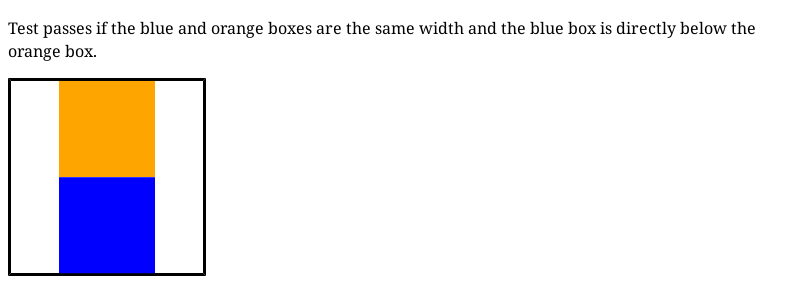 Test passes if the blue and orange boxes are the same width and the blue box is directly below the
orange box.